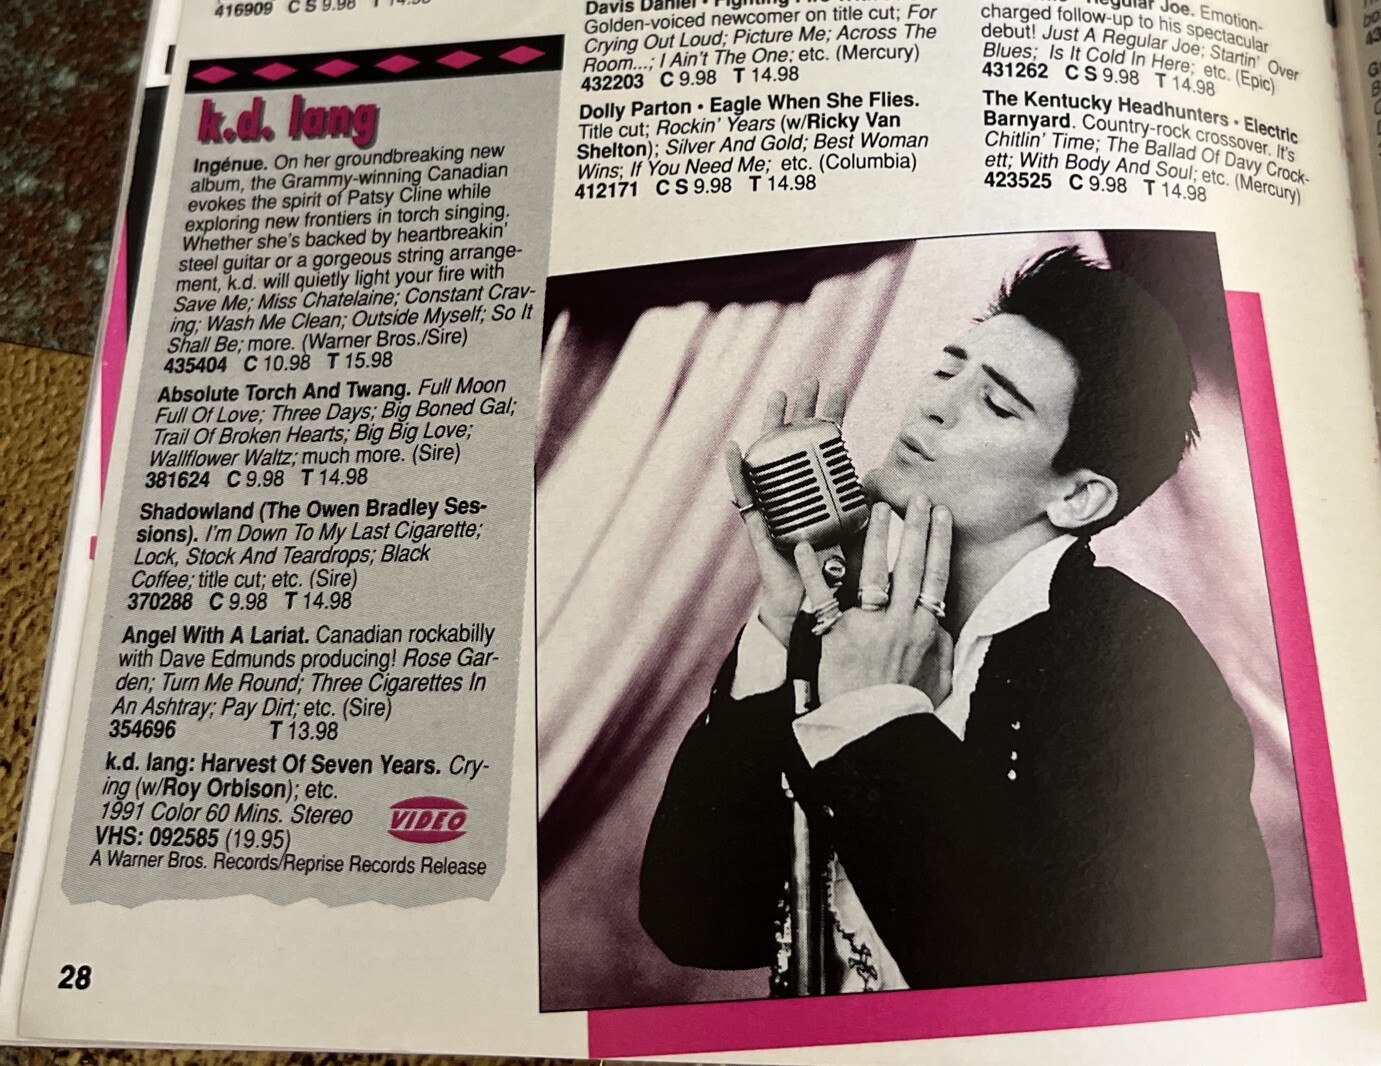 416909 C S 9.98 T 14.98
k.d. lang
Ingénue. On her groundbreaking new
album, the Grammy-winning Canadian
evokes the spirit of Patsy Cline while
exploring new frontiers in torch singing.
Whether she's backed by heartbreakin'
steel guitar or a gorgeous string arrange-
ment, k.d. will quietly light your fire with
Save Me; Miss Chatelaine; Constant Crav-
ing; Wash Me Clean; Outside Myself; So It
Shall Be; more. (Warner Bros./Sire)
435404 C 10.98 T 15.98
Absolute Torch And Twang. Full Moon
Full Of Love; Three Days; Big Boned Gal;
Trail Of Broken Hearts; Big Big Love;
Wallflower Waltz; much more. (Sire)
381624 C 9.98 T 14.98
Shadowland (The Owen Bradley Ses-
sions). I'm Down To My Last Cigarette;
Lock, Stock And Teardrops; Black
Coffee; title cut; etc. (Sire)
370288 C 9.98 T 14.98
Angel With A Lariat. Canadian rockabilly
with Dave Edmunds producing! Rose Gar-
den; Turn Me Round; Three Cigarettes In
An Ashtray; Pay Dirt; etc. (Sire)
354696 T 13.98
k.d. lang: Harvest Of Seven Years. Cry-
ing (w/Roy Orbison); etc.
1991 Color 60 Mins. Stereo
VHS: 092585 (19.95)
VIDEO
A Warner Bros. Records/Reprise Records Release
28
Davis Daniel • Fighting Fire
Golden-voiced newcomer on title cut; For
Crying Out Loud; Picture Me; Across The
Room...; I Ain't The One; etc. (Mercury)
432203 C 9.98 T 14.98
Dolly Parton • Eagle When She Flies.
Title cut; Rockin' Years (w/Ricky Van
Shelton); Silver And Gold; Best Woman
Wins; If You Need Me; etc. (Columbia)
412171 C S 9.98 T 14.98
Regular Joe. Emotion-
charged follow-up to his spectacular
debut! Just A Regular Joe; Startin' Over
Blues; Is It Cold In Here; etc. (Epic)
431262 C S 9.98 T 14.98
The Kentucky Headhunters • Electric
Barnyard. Country-rock crossover. It's
Chitlin' Time; The Ballad Of Davy Crock-
ett; With Body And Soul; etc. (Mercury)
423525 C 9.98 T 14.98